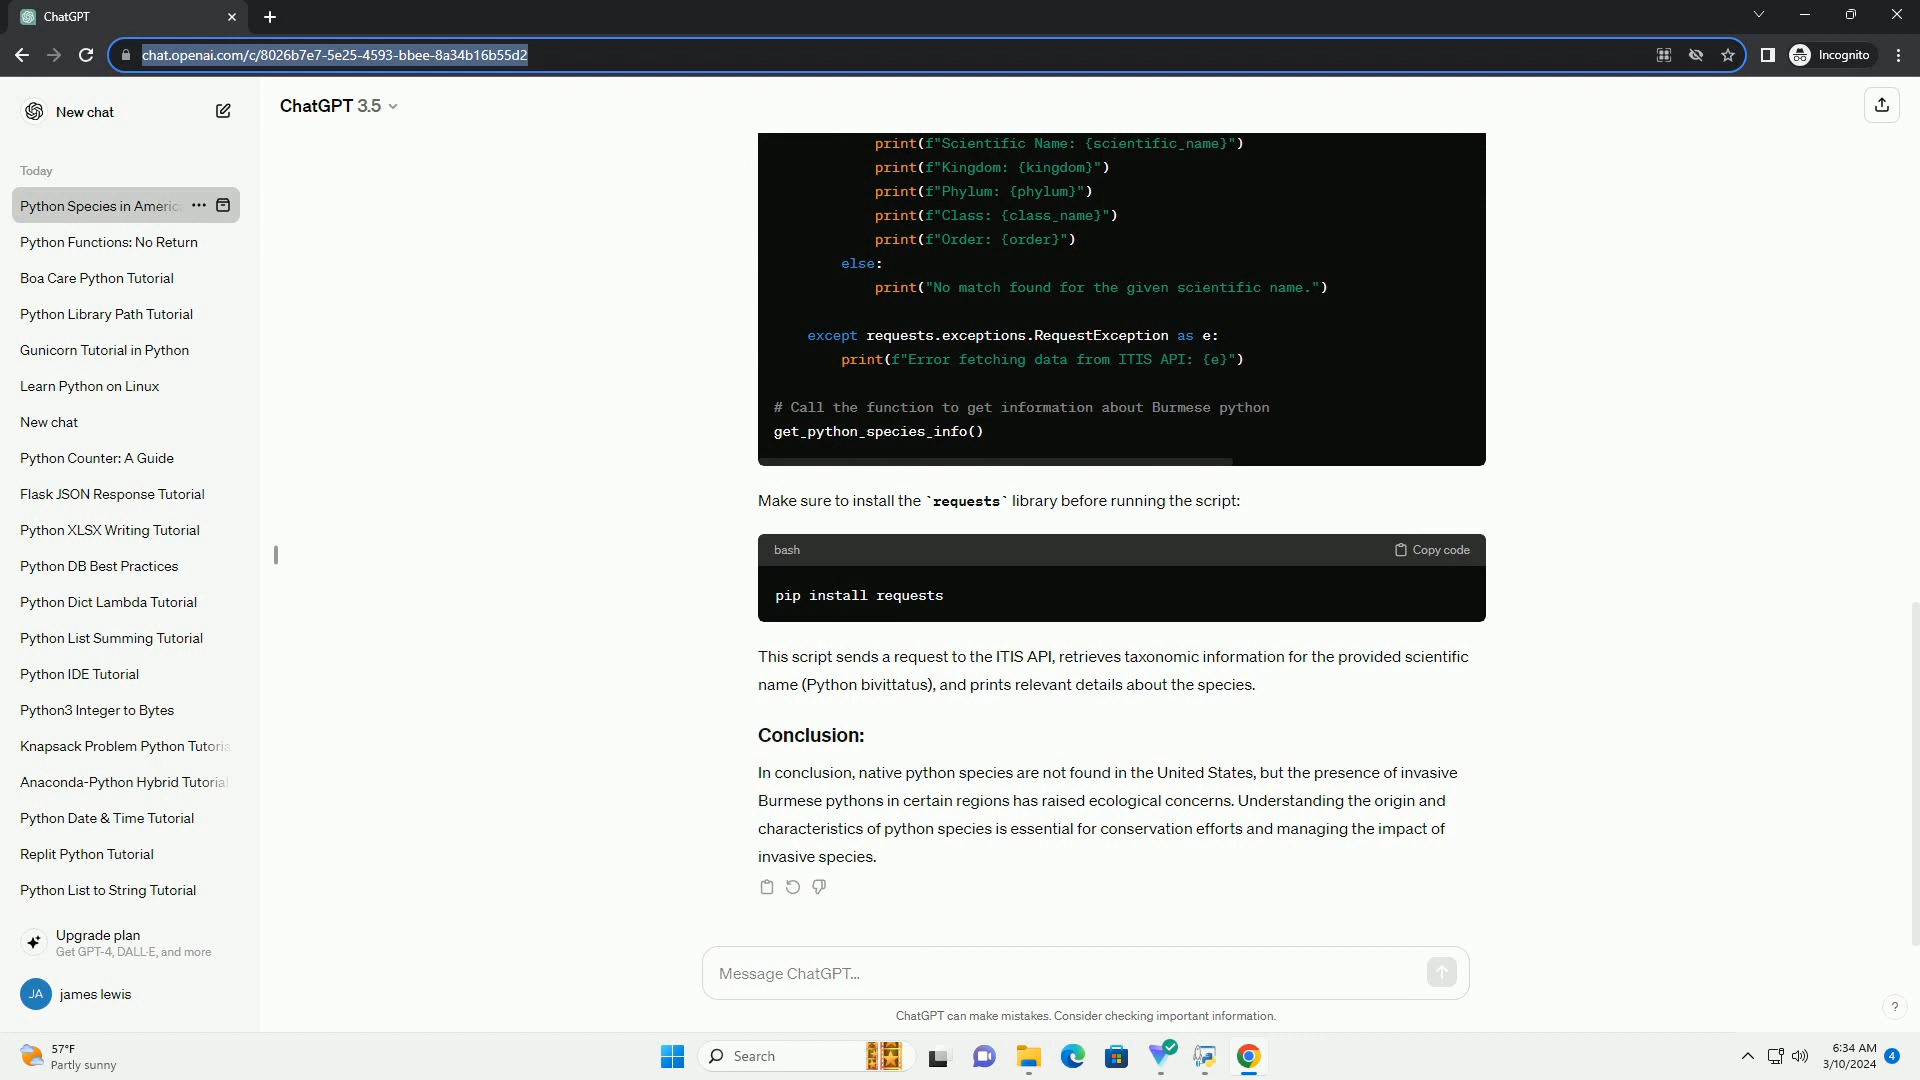 ChatGPT
chat.openai.com/c/8026b7e7-5e25-4593-bbee-8a34b16b55d2
Incognito
New chat
ChatGPT 3.5
Today
Python Species in Americ
Python Functions: No Return
Boa Care Python Tutorial
Python Library Path Tutorial
Gunicorn Tutorial in Python
Learn Python on Linux
New chat
Python Counter: A Guide
Flask JSON Response Tutorial
Python XLSX Writing Tutorial
Python DB Best Practices
Python Dict Lambda Tutorial
Python List Summing Tutorial
Python IDE Tutorial
Python3 Integer to Bytes
Knapsack Problem Python Tutoria
Anaconda-Python Hybrid Tutorial
Python Date & Time Tutorial
Replit Python Tutorial
Python List to String Tutorial
Upgrade plan
Get GPT-4, DALL·E, and more
JA james lewis
print(f"Scientific Name: {scientific_name}")
print(f"Kingdom: {kingdom}")
print(f"Phylum: {phylum}")
print(f"Class: {class_name}")
print(f"Order: {order}")
else:
print("No match found for the given scientific name.")
except requests.exceptions.RequestException as e:
print(f"Error fetching data from ITIS API: {e}")
# Call the function to get information about Burmese python
get_python_species_info()
Make sure to install the `requests` library before running the script:
bash
Copy code
pip install requests
This script sends a request to the ITIS API, retrieves taxonomic information for the provided scientific
name (Python bivittatus), and prints relevant details about the species.
Conclusion:
In conclusion, native python species are not found in the United States, but the presence of invasive
Burmese pythons in certain regions has raised ecological concerns. Understanding the origin and
characteristics of python species is essential for conservation efforts and managing the impact of
invasive species.
Message ChatGPT...
ChatGPT can make mistakes. Consider checking important information.
?
57°F
Partly sunny
Search
6:34 AM
3/10/2024
4